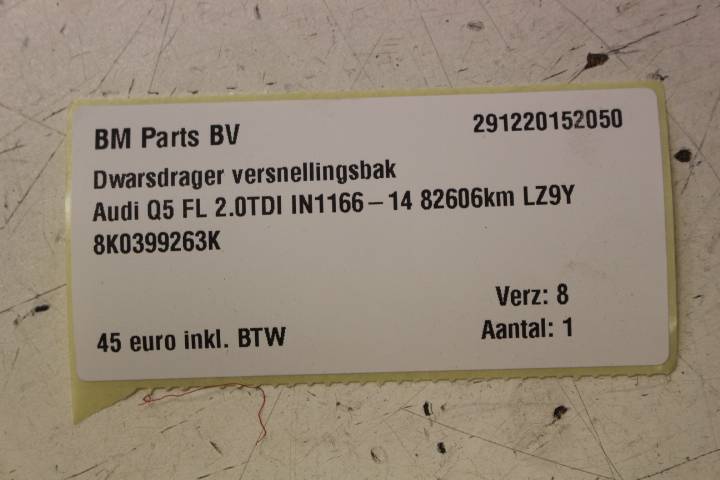 BM Parts BV 291220152050
Dwarsdrager versnellingsbak
Audi Q5 FL 2.0TDI IN1166-14 82606km LZ9Y
8K0399263K
Verz: 8
45 euro inkl. BTW Aantal: 1